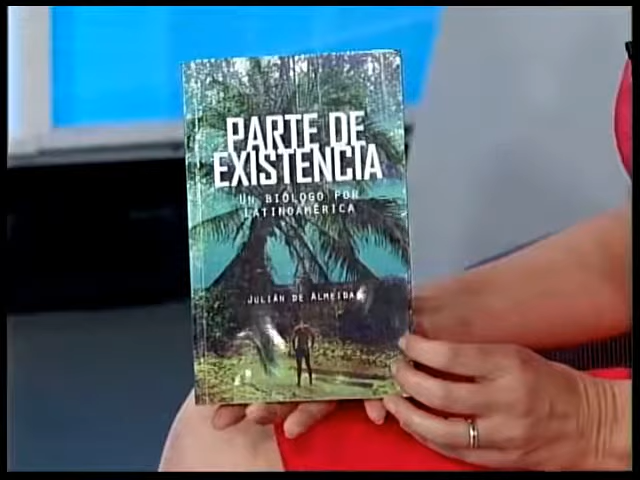 PARTE DE
EXISTENCIA
UN BIÓLOGO POR
LATINOAMÉRICA
JULIÁN DE ALMEIDA